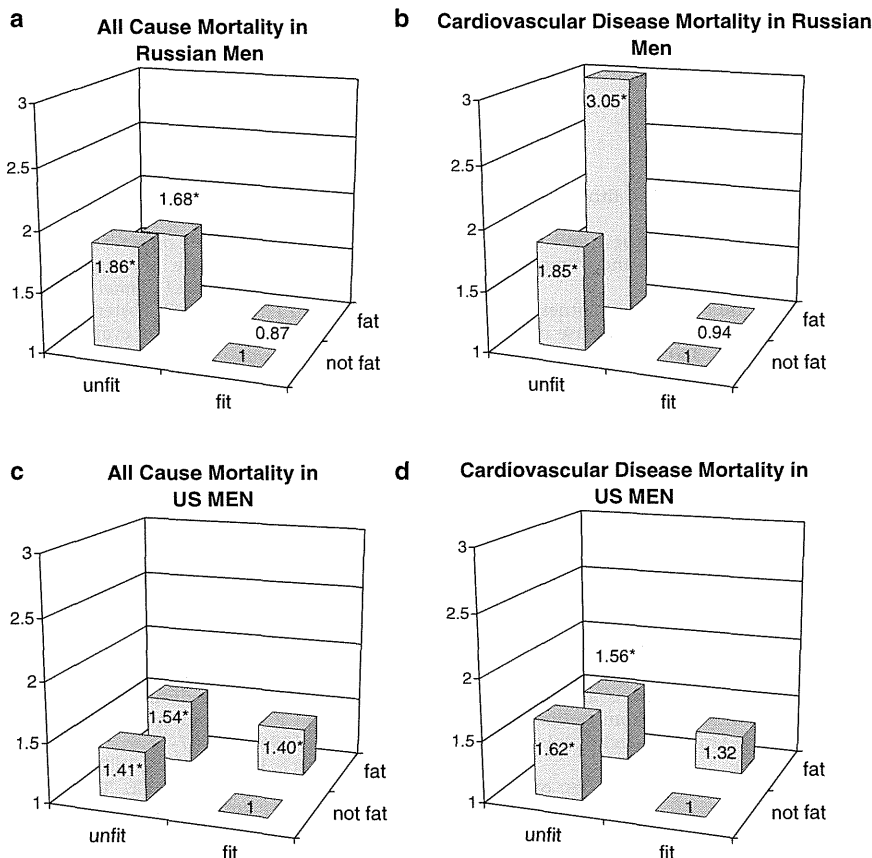 a
All Cause Mortality in
Russian Men
3
2.5
2
1.5
1
1.68*
1.86*
0.87
1
fat
not fat
unfit
fit
b
Cardiovascular Disease Mortality in Russian
Men
3
2.5
2
1.5
1
3.05*
1.85*
0.94
1
fat
not fat
unfit
fit
c
All Cause Mortality in
US MEN
3
2.5
2
1.5
1
1.54*
1.40*
1.41*
1
fat
not fat
unfit
fit
d
Cardiovascular Disease Mortality in
US MEN
3
2.5
2
1.5
1
1.56*
1.62*
1.32
1
fat
not fat
unfit
fit